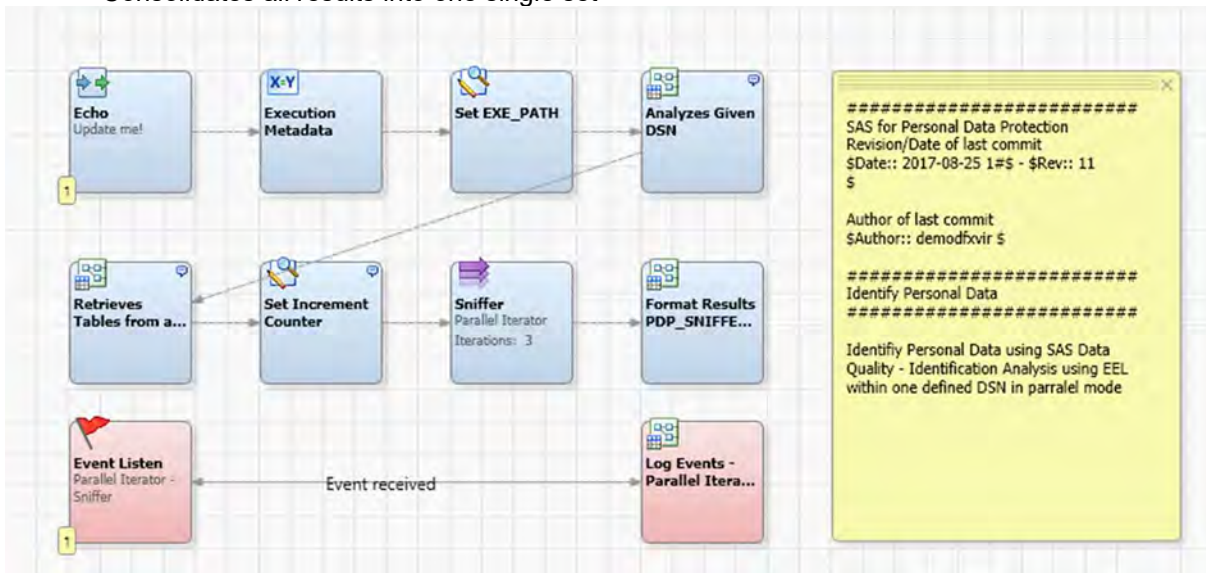 Consolidates all results into one single set
Echo
Update me!
1
X=Y
Execution
Metadata
Set EXE_PATH
Analyzes Given
DSN
Retrieves
Tables from a...
Set Increment
Counter
Sniffer
Parallel Iterator
Iterations: 3
Format Results
PDP_SNIFFE...
Event Listen
Parallel Iterator -
Sniffer
1
Event received
Log Events -
Parallel Itera...
##########################
SAS for Personal Data Protection
Revision/Date of last commit
$Date:: 2017-08-25 1#$ - $Rev:: 11
$
Author of last commit
$Author:: demodfxvir $
##########################
Identify Personal Data
##########################
Identifiy Personal Data using SAS Data
Quality - Identification Analysis using EEL
within one defined DSN in parralel mode